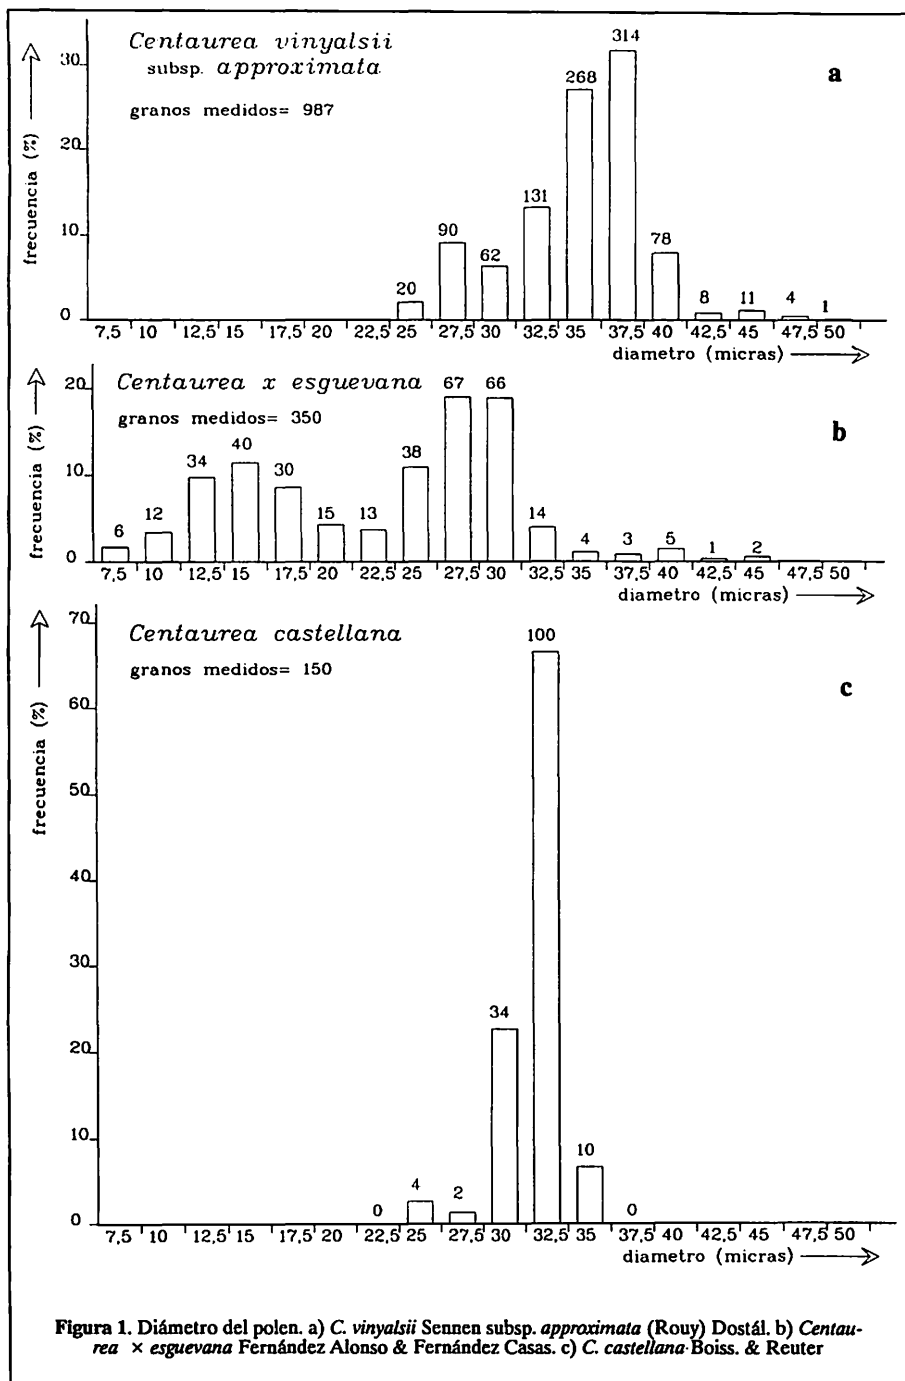 Centaurea vinyalsii
subsp. approximata
granos medidos= 987
a
frecuencia (%)
30
20
10
0
20
90
62
131
268
314
78
8
11
4
1
7,5 10 12,5 15 17,5 20 22,5 25 27,5 30 32,5 35 37,5 40 42,5 45 47,5 50
diametro (micras)
Centaurea x esguevana
granos medidos= 350
b
frecuencia (%)
20
10
0
6
12
34
40
30
15
13
38
67
66
14
4
3
5
1
2
7,5 10 12,5 15 17,5 20 22,5 25 27,5 30 32,5 35 37,5 40 42,5 45 47,5 50
diametro (micras)
Centaurea castellana
granos medidos= 150
c
frecuencia (%)
70
60
50
40
30
20
10
0
0
4
2
34
100
10
0
7,5 10 12,5 15 17,5 20 22,5 25 27,5 30 32,5 35 37,5 40 42,5 45 47,5 50
diametro (micras)
Figura 1. Diámetro del polen. a) C. vinyalsii Sennen subsp. approximata (Rouy) Dostál. b) Centau-
rea × esguevana Fernández Alonso & Fernández Casas. c) C. castellana Boiss. & Reuter